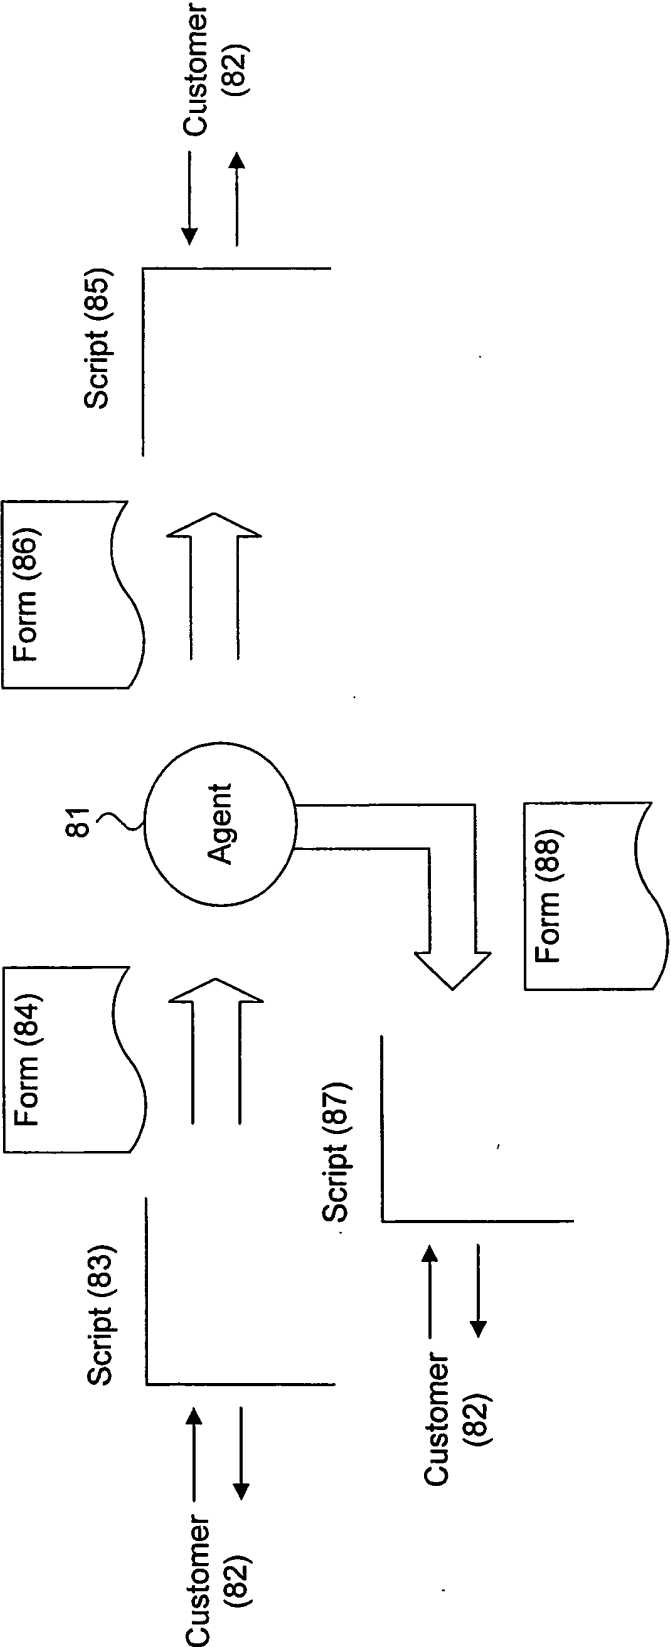 Form (84)
Form (86)
81
Script (83)
Script (85)
Customer
(82)
Agent
Customer
(82)
Script (87)
Customer
(82)
Form (88)